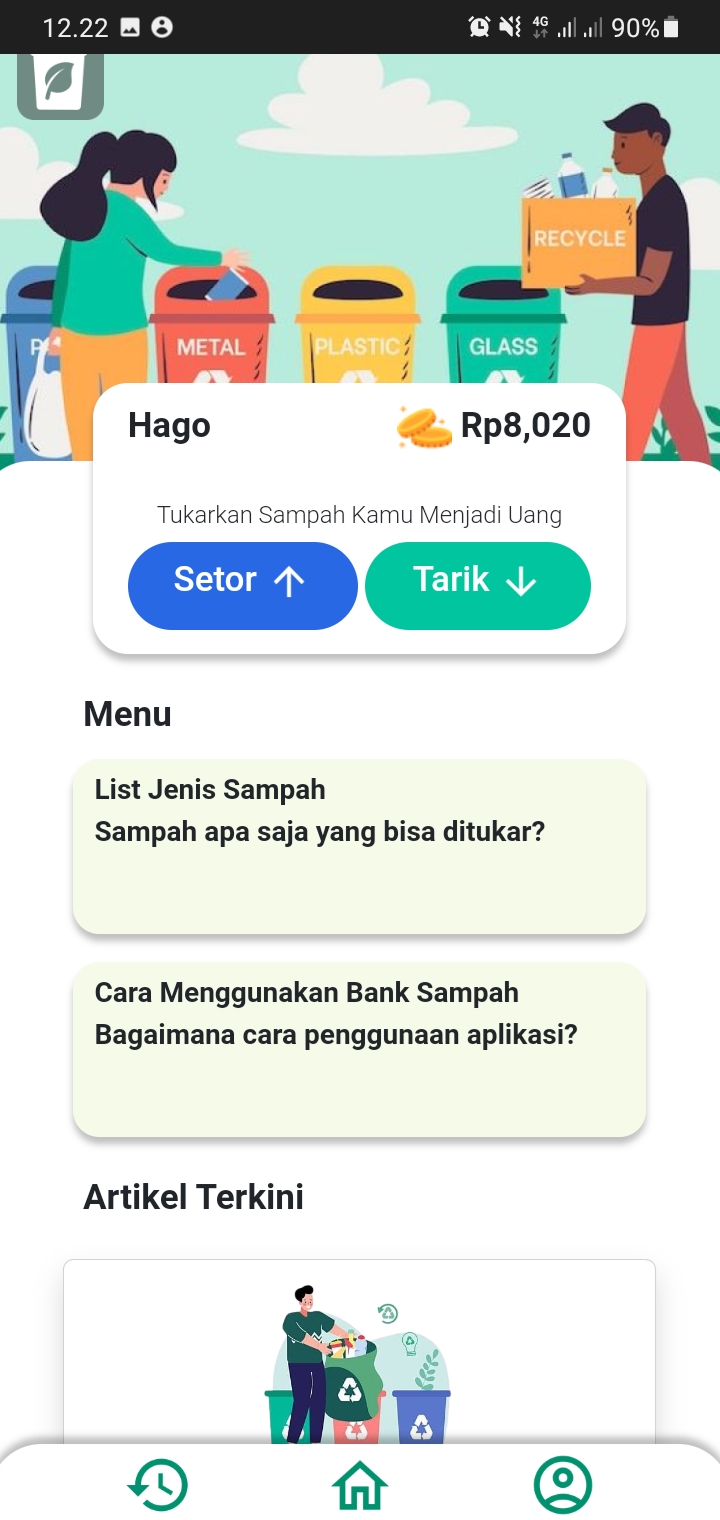 12.22
4G
90%
RECYCLE
METAL
PLASTIC
GLASS
Hago
Rp8,020
Tukarkan Sampah Kamu Menjadi Uang
Setor
Tarik
Menu
List Jenis Sampah
Sampah apa saja yang bisa ditukar?
Cara Menggunakan Bank Sampah
Bagaimana cara penggunaan aplikasi?
Artikel Terkini